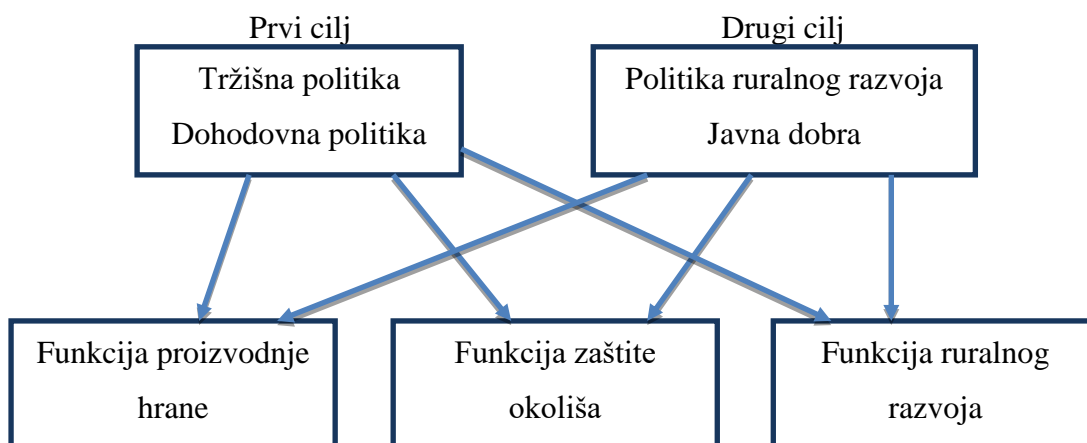 Prvi cilj
Tržišna politika
Dohodovna politika
Drugi cilj
Politika ruralnog razvoja
Javna dobra
Funkcija proizvodnje
hrane
Funkcija zaštite
okoliša
Funkcija ruralnog
razvoja